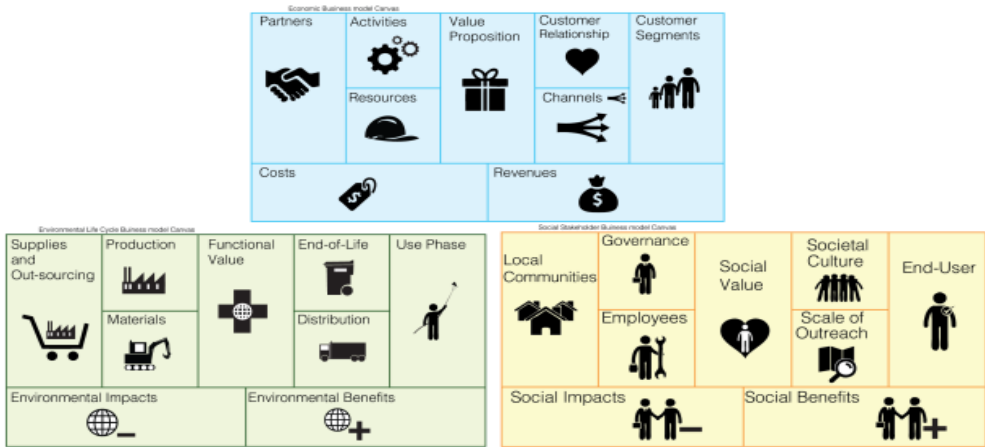 Economic Business model Canvas
Partners
Activities
Value
Proposition
Customer
Relationship
Customer
Segments
Resources
Channels
Costs
Revenues
Environmental Life Cycle Buiness model Canvas
Supplies
and
Out-sourcing
Production
Functional
Value
End-of-Life
Use Phase
Materials
Distribution
Environmental Impacts
Environmental Benefits
Social Stakeholder Business model Canvas
Local
Communities
Governance
Social
Value
Societal
Culture
End-User
Employees
Scale of
Outreach
Social Impacts
Social Benefits